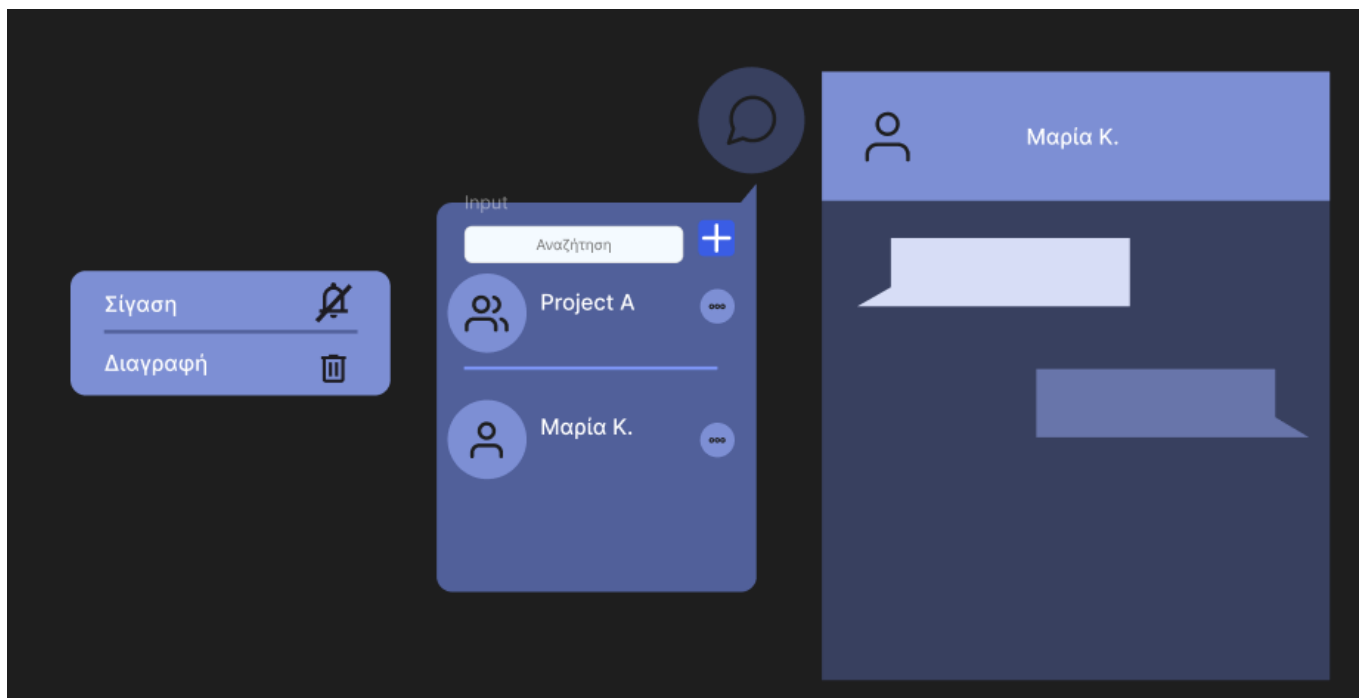 Σίγαση
Διαγραφή
Input
Αναζήτηση
Project A
Μαρία Κ.
Μαρία Κ.